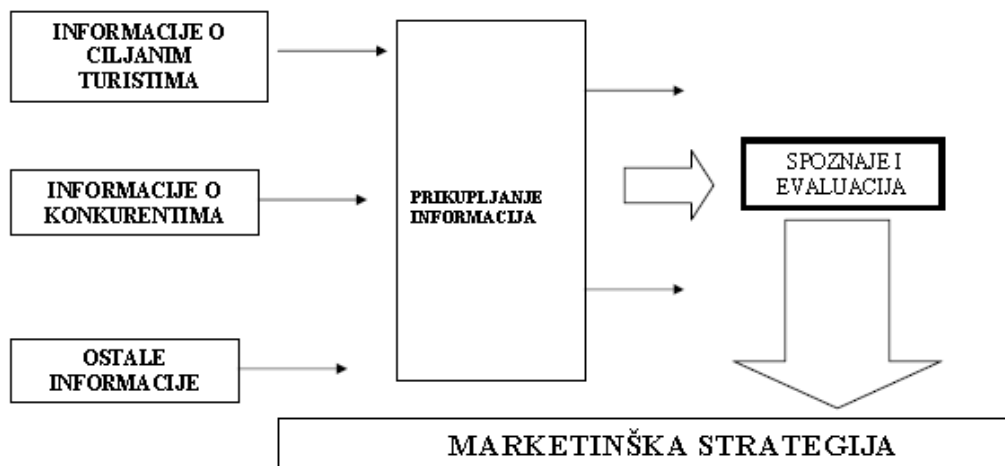 INFORMACIJE O
CILJANIM
TURISTIMA
INFORMACIJE O
KONKURENTIMA
OSTALE
INFORMACIJE
PRIKUPLJANJE
INFORMACIJA
SPOZNAJE I
EVALUACIJA
MARKETINŠKA STRATEGIJA